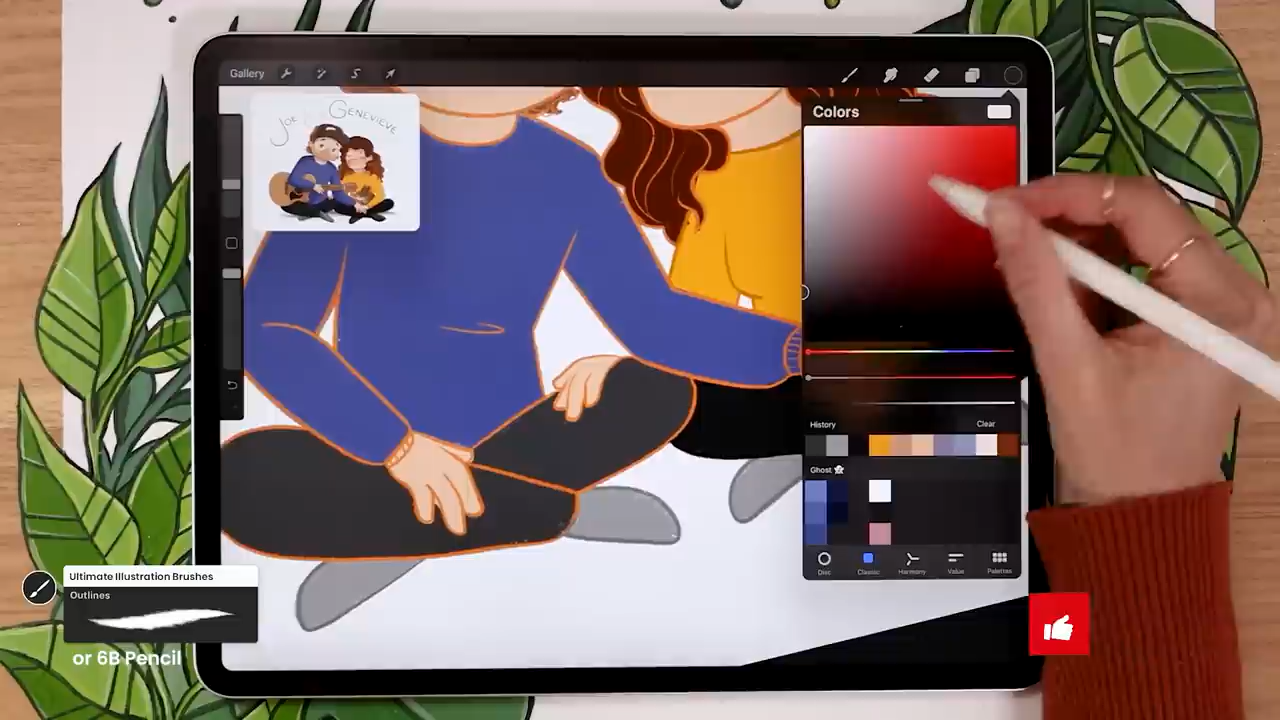 Gallery
JOE
GENEVIEVE
Colors
History
Clear
Ghost
Disc
Classic
Harmony
Value
Palettes
Ultimate Illustration Brushes
Outlines
or 6B Pencil